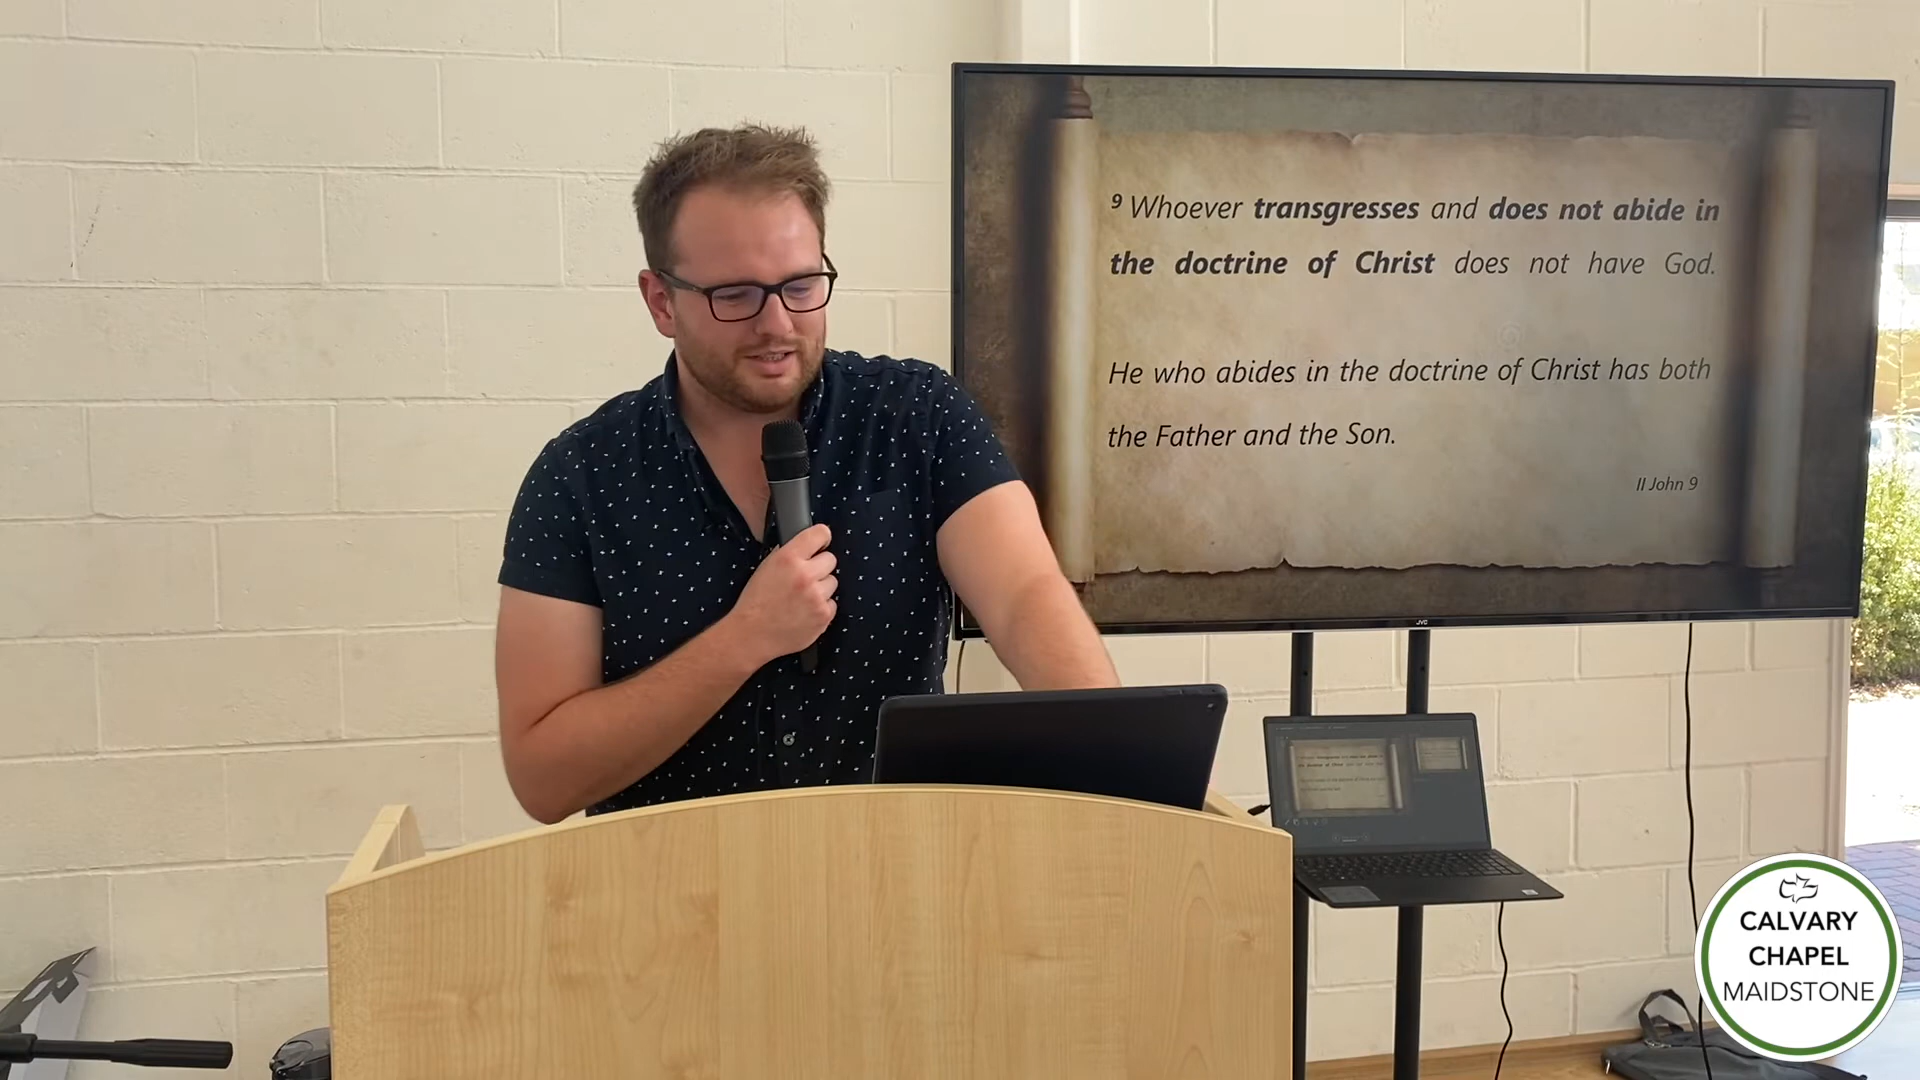 ⁹ Whoever transgresses and does not abide in
the doctrine of Christ does not have God.
He who abides in the doctrine of Christ has both
the Father and the Son.
II John 9
JVC
CALVARY
CHAPEL
MAIDSTONE